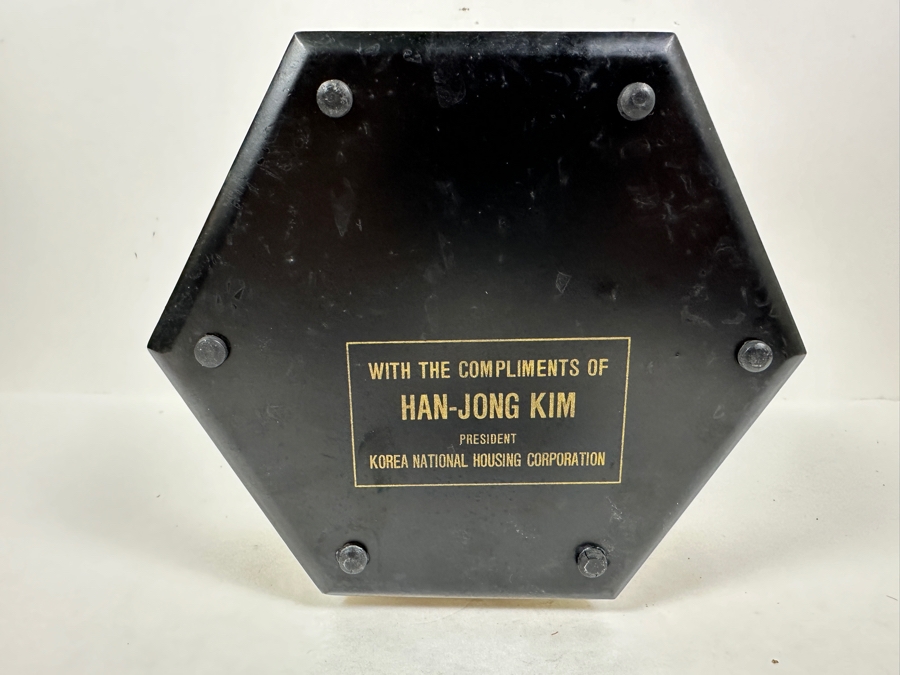 WITH THE COMPLIMENTS OF
HAN-JONG KIM
PRESIDENT
KOREA NATIONAL HOUSING CORPORATION